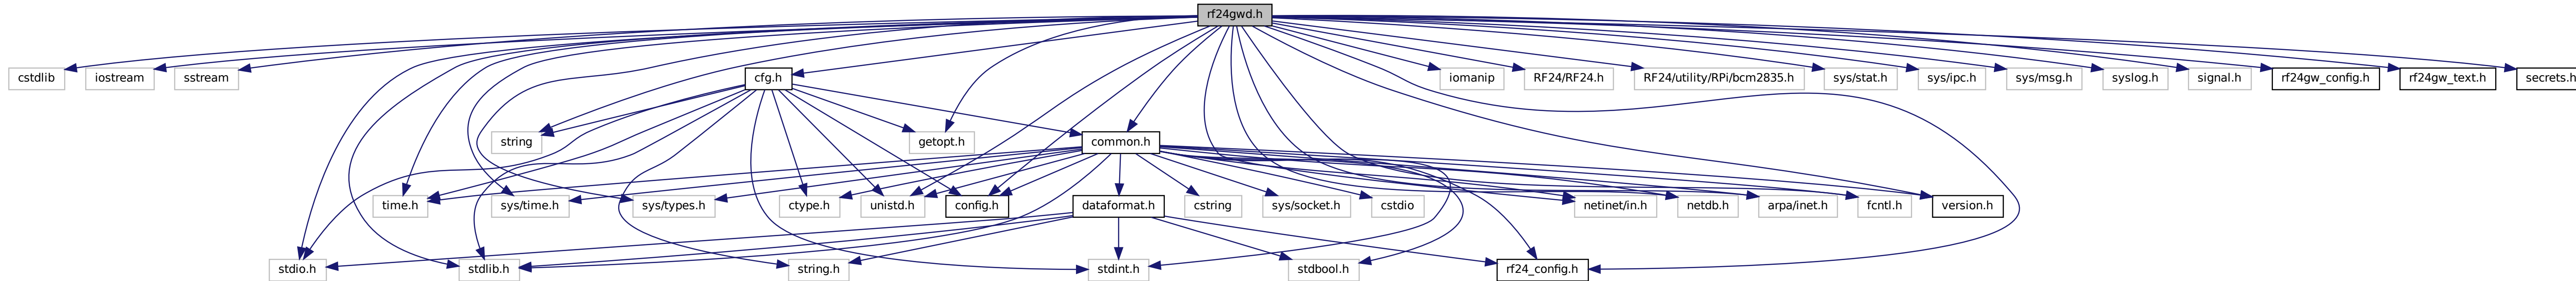 rf24gwd.h
cstdlib
iostream
sstream
cfg.h
iomanip
RF24/RF24.h
RF24/utility/RPi/bcm2835.h
sys/stat.h
sys/ipc.h
sys/msg.h
syslog.h
signal.h
rf24gw_config.h
rf24gw_text.h
secrets.h
string
getopt.h
common.h
time.h
sys/time.h
sys/types.h
ctype.h
unistd.h
config.h
dataformat.h
cstring
sys/socket.h
cstdio
netinet/in.h
netdb.h
arpa/inet.h
fcntl.h
version.h
stdio.h
stdlib.h
string.h
stdint.h
stdbool.h
rf24_config.h